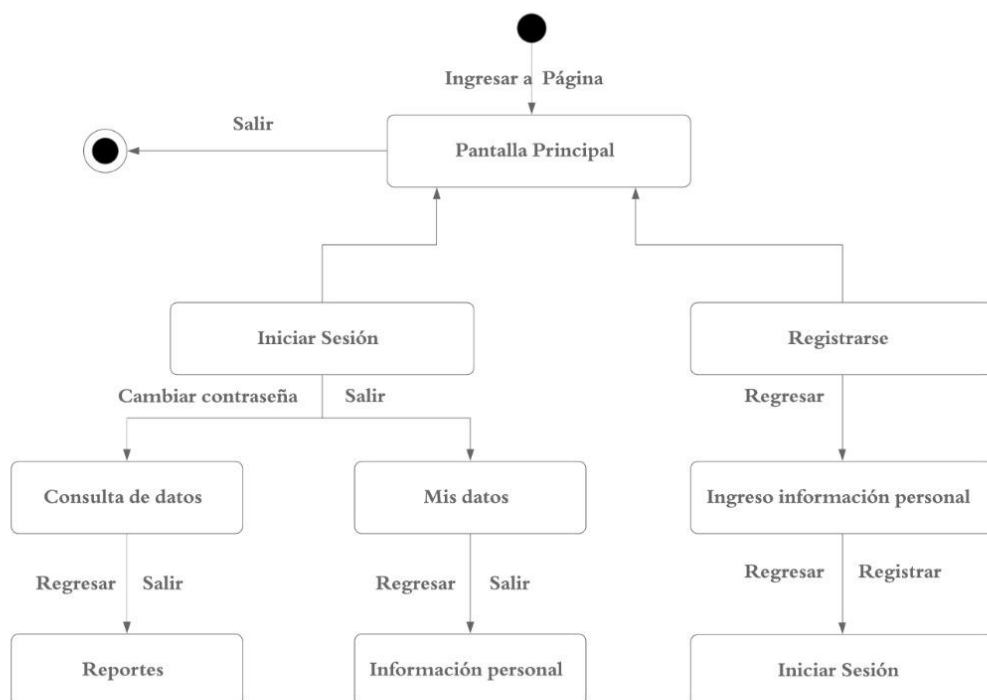 Ingresar a Página
Salir
Pantalla Principal
Iniciar Sesión
Registrarse
Cambiar contraseña
Salir
Regresar
Consulta de datos
Mis datos
Ingreso información personal
Regresar
Salir
Regresar
Salir
Regresar
Registrar
Reportes
Información personal
Iniciar Sesión